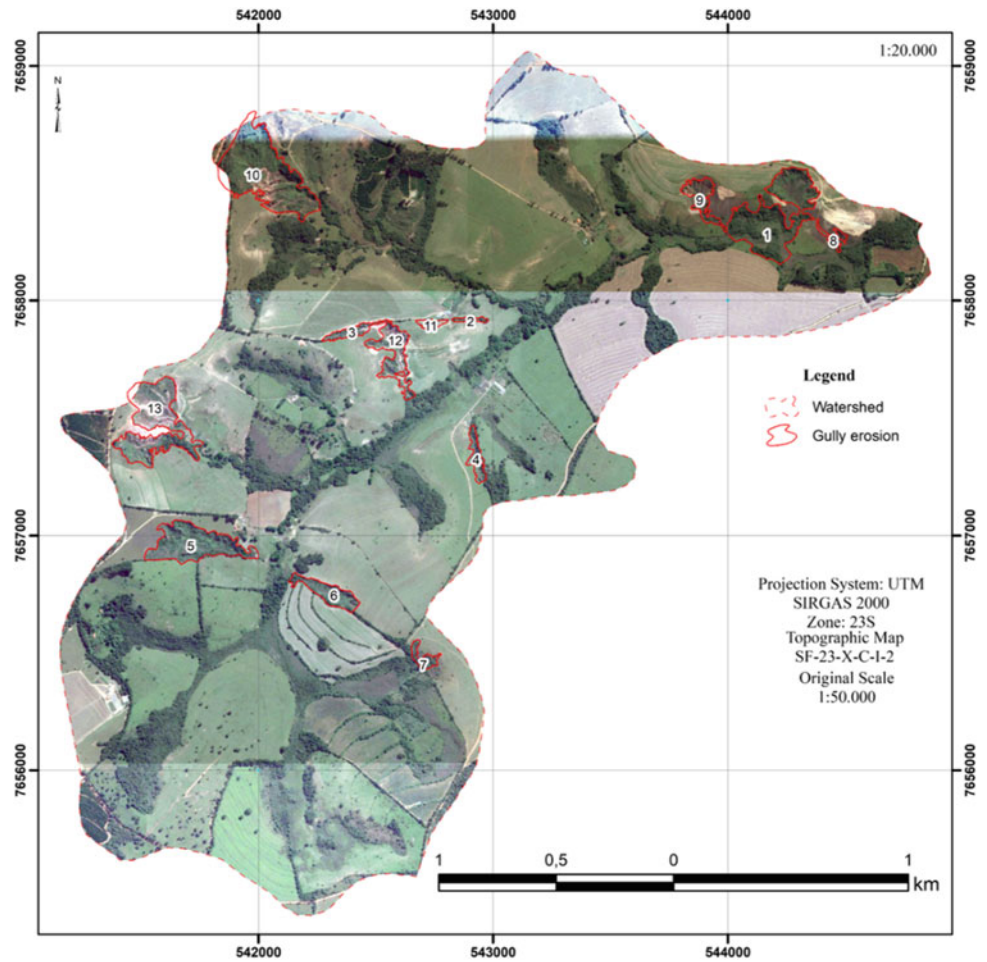 542000 543000 544000
7659000 7659000
1:20.000
N
10
9
1
8
7658000 7658000
3 11 2
12
Legend
13
Watershed
Gully erosion
4
7657000 7657000
5
Projection System: UTM
SIRGAS 2000
Zone: 23S
Topographic Map
SF-23-X-C-I-2
Original Scale
1:50.000
6
7
7656000 7656000
1 0,5 0 1
km
542000 543000 544000